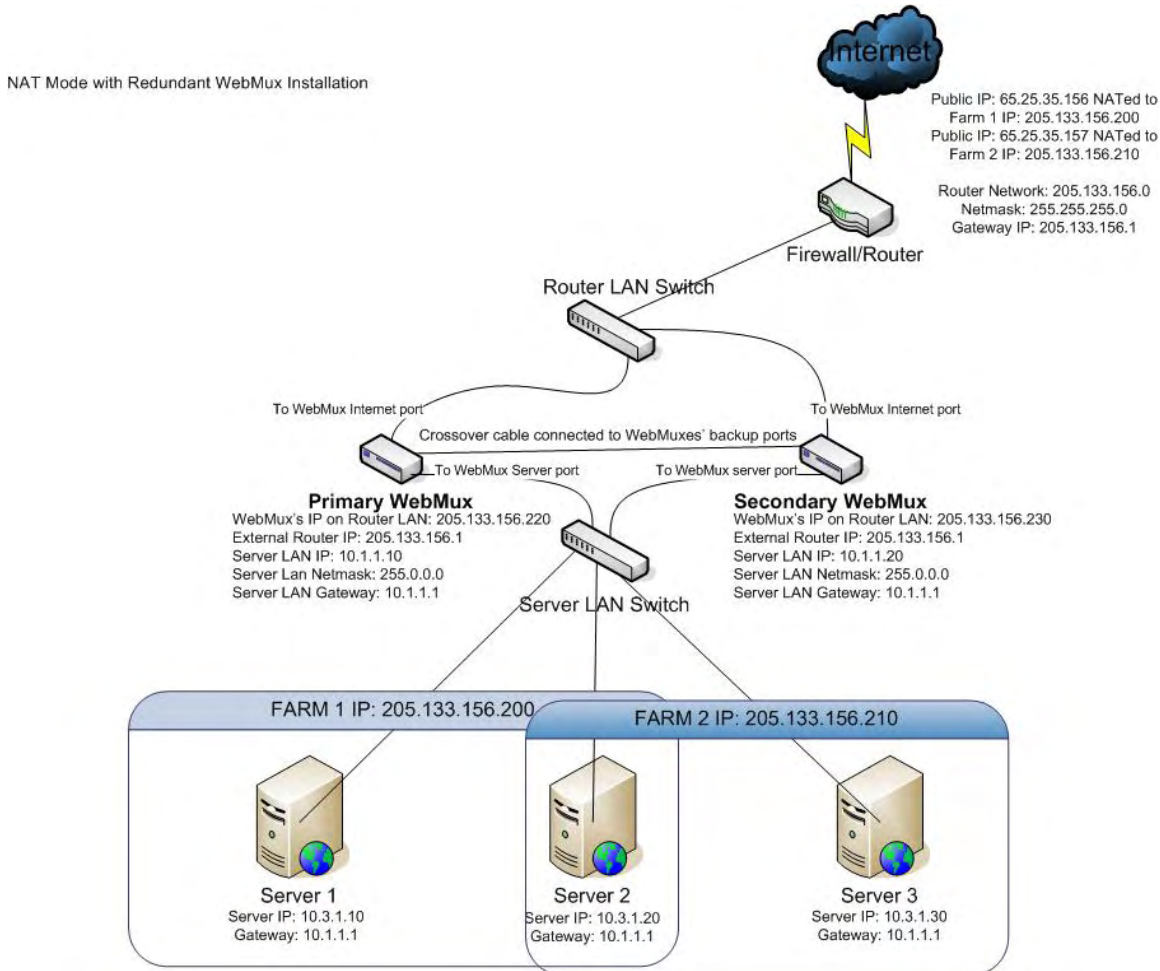 NAT Mode with Redundant WebMux Installation
Internet
Public IP: 65.25.35.156 NATed to
Farm 1 IP: 205.133.156.200
Public IP: 65.25.35.157 NATed to
Farm 2 IP: 205.133.156.210
Router Network: 205.133.156.0
Netmask: 255.255.255.0
Gateway IP: 205.133.156.1
Firewall/Router
Router LAN Switch
To WebMux Internet port
To WebMux Internet port
Crossover cable connected to WebMuxes' backup ports
To WebMux Server port
To WebMux server port
Primary WebMux
WebMux's IP on Router LAN: 205.133.156.220
External Router IP: 205.133.156.1
Server LAN IP: 10.1.1.10
Server Lan Netmask: 255.0.0.0
Server LAN Gateway: 10.1.1.1
Secondary WebMux
WebMux's IP on Router LAN: 205.133.156.230
External Router IP: 205.133.156.1
Server LAN IP: 10.1.1.20
Server LAN Netmask: 255.0.0.0
Server LAN Gateway: 10.1.1.1
Server LAN Switch
FARM 1 IP: 205.133.156.200
FARM 2 IP: 205.133.156.210
Server 1
Server IP: 10.3.1.10
Gateway: 10.1.1.1
Server 2
Server IP: 10.3.1.20
Gateway: 10.1.1.1
Server 3
Server IP: 10.3.1.30
Gateway: 10.1.1.1